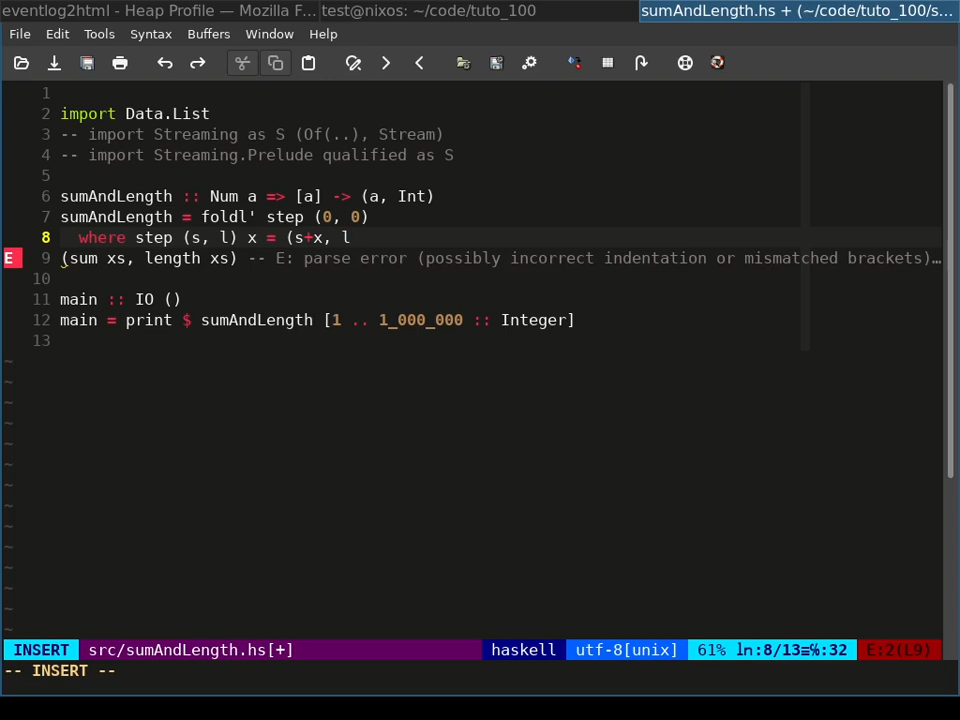 eventlog2html - Heap Profile — Mozilla F... test@nixos: ~/code/tuto_100 sumAndLength.hs + (~/code/tuto_100/s...
File Edit Tools Syntax Buffers Window Help
1
2 import Data.List
3 -- import Streaming as S (Of(..), Stream)
4 -- import Streaming.Prelude qualified as S
5
6 sumAndLength :: Num a => [a] -> (a, Int)
7 sumAndLength = foldl' step (0, 0)
8   where step (s, l) x = (s+x, l
E 9 (sum xs, length xs) -- E: parse error (possibly incorrect indentation or mismatched brackets)…
10
11 main :: IO ()
12 main = print $ sumAndLength [1 .. 1_000_000 :: Integer]
13
~
~
~
~
~
~
~
~
~
~
~
~
~
~
INSERT src/sumAndLength.hs[+] haskell utf-8[unix] 61% ln:8/13≡℅:32 E:2(L9)
-- INSERT --